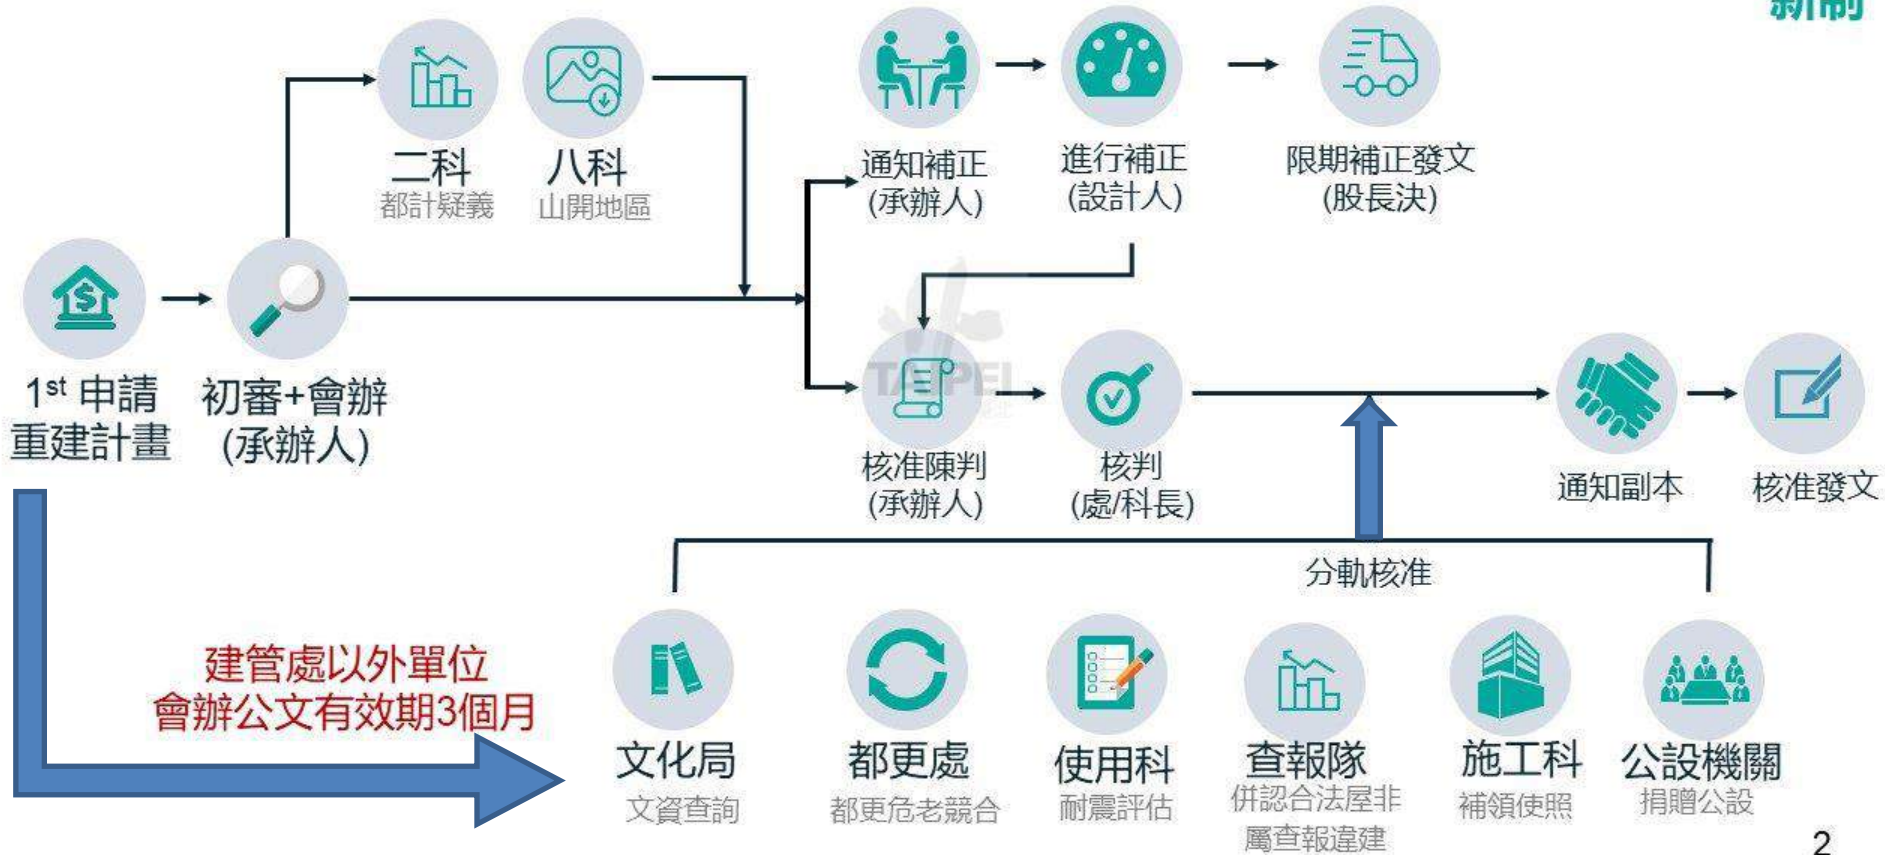 新制
二科
都計疑義
八科
山開地區
通知補正
(承辦人)
進行補正
(設計人)
限期補正發文
(股長決)
1st 申請
重建計畫
初審+會辦
(承辦人)
TAIPEI
核准陳判
(承辦人)
核判
(處/科長)
通知副本
核准發文
分軌核准
建管處以外單位
會辦公文有效期3個月
文化局
文資查詢
都更處
都更危老競合
使用科
耐震評估
查報隊
併認合法屋非
屬查報違建
施工科
補領使照
公設機關
捐贈公設
2